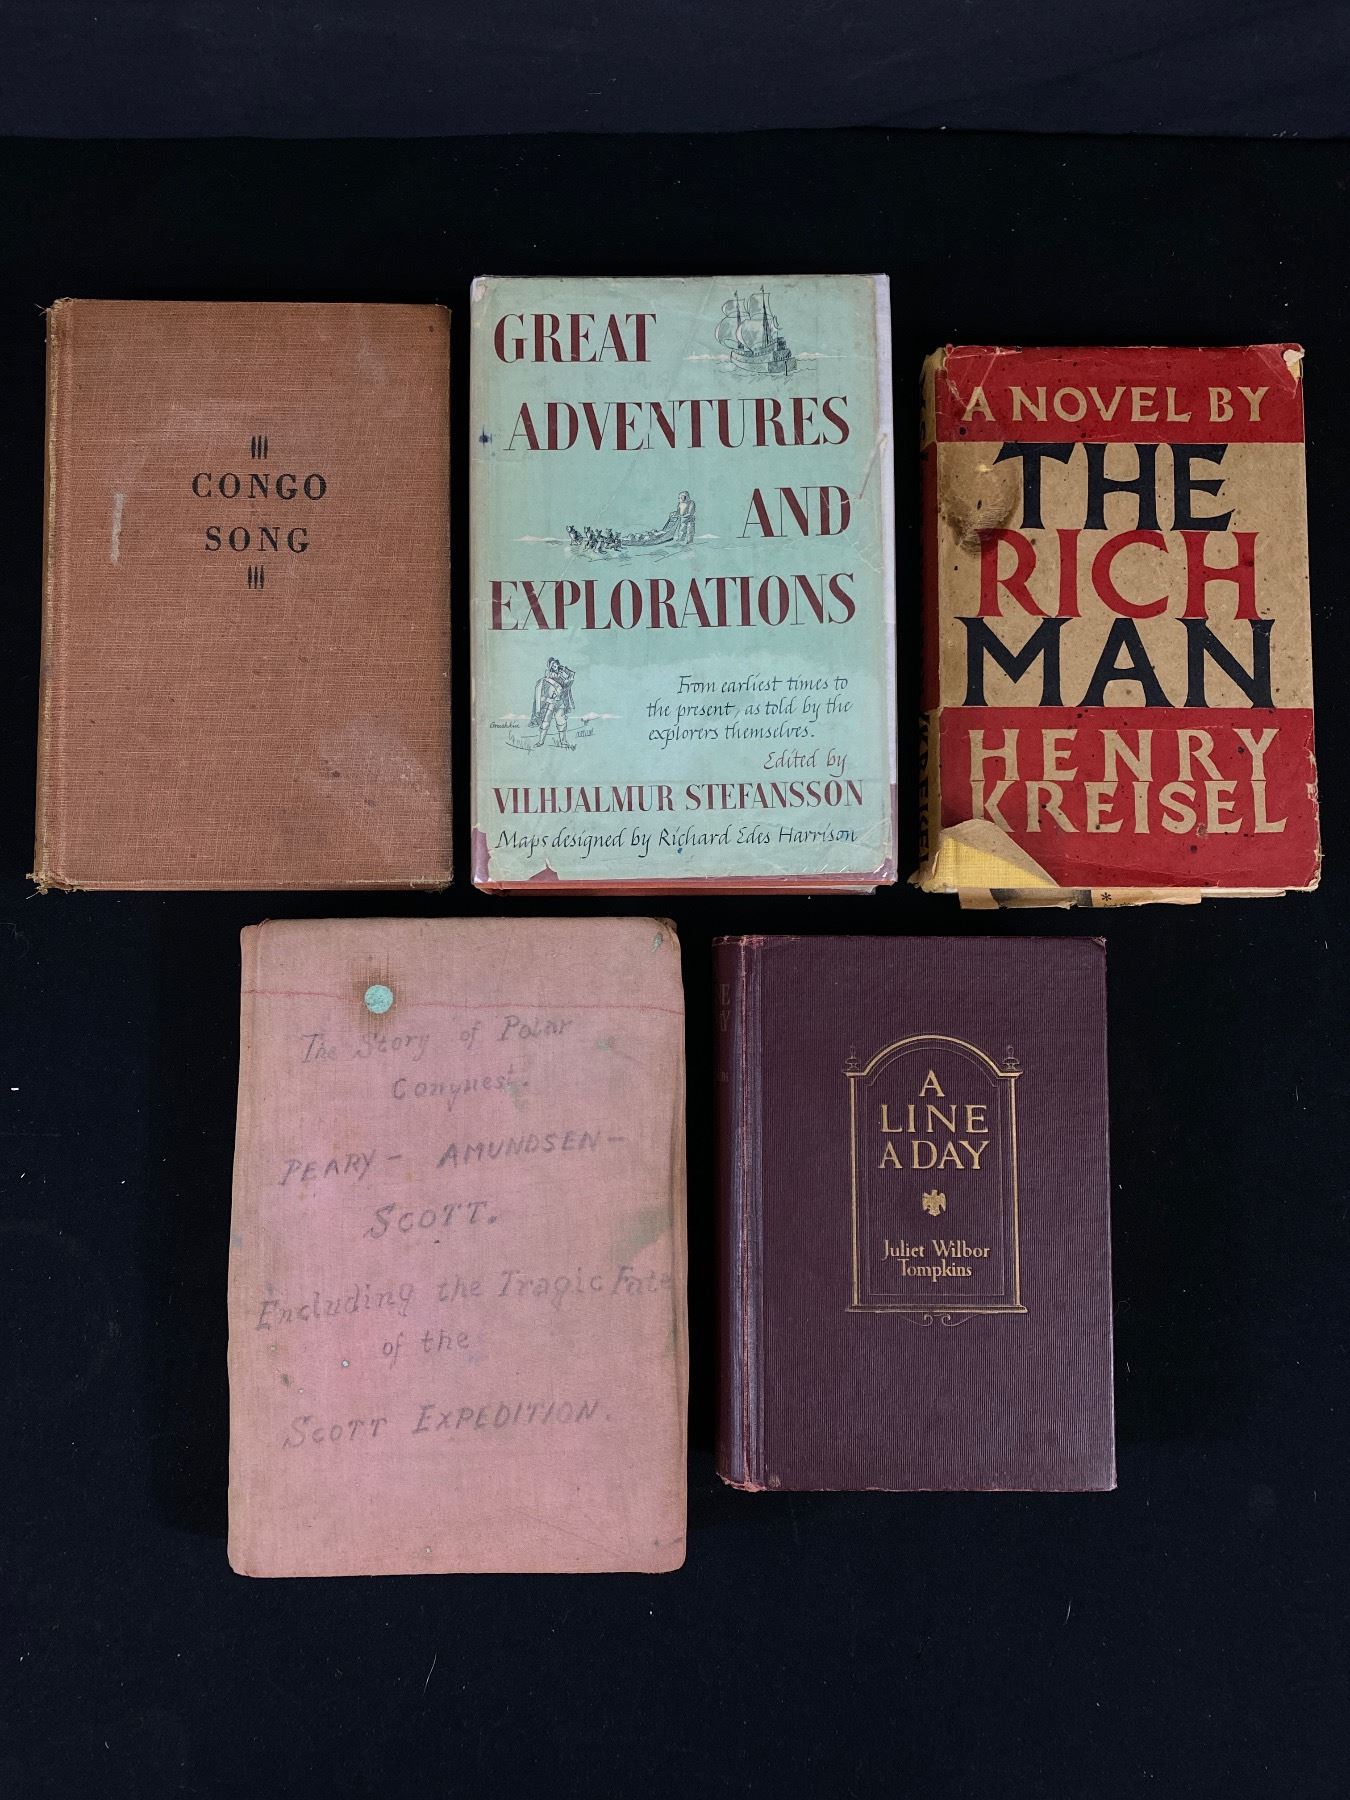 CONGO
SONG
GREAT
ADVENTURES
AND
EXPLORATIONS
From earliest times to
the present, as told by the
explorers themselves.
Edited by
VILHJALMUR STEFANSSON
Maps designed by Richard Edes Harrison
A NOVEL BY
THE
RICH
MAN
HENRY
KREISEL
The Story of Polar
Conquest.
PEARY - AMUNDSEN -
SCOTT.
Encluding the Tragic Fate
of the
SCOTT EXPEDITION.
A
LINE
A DAY
Juliet Wilbor
Tompkins